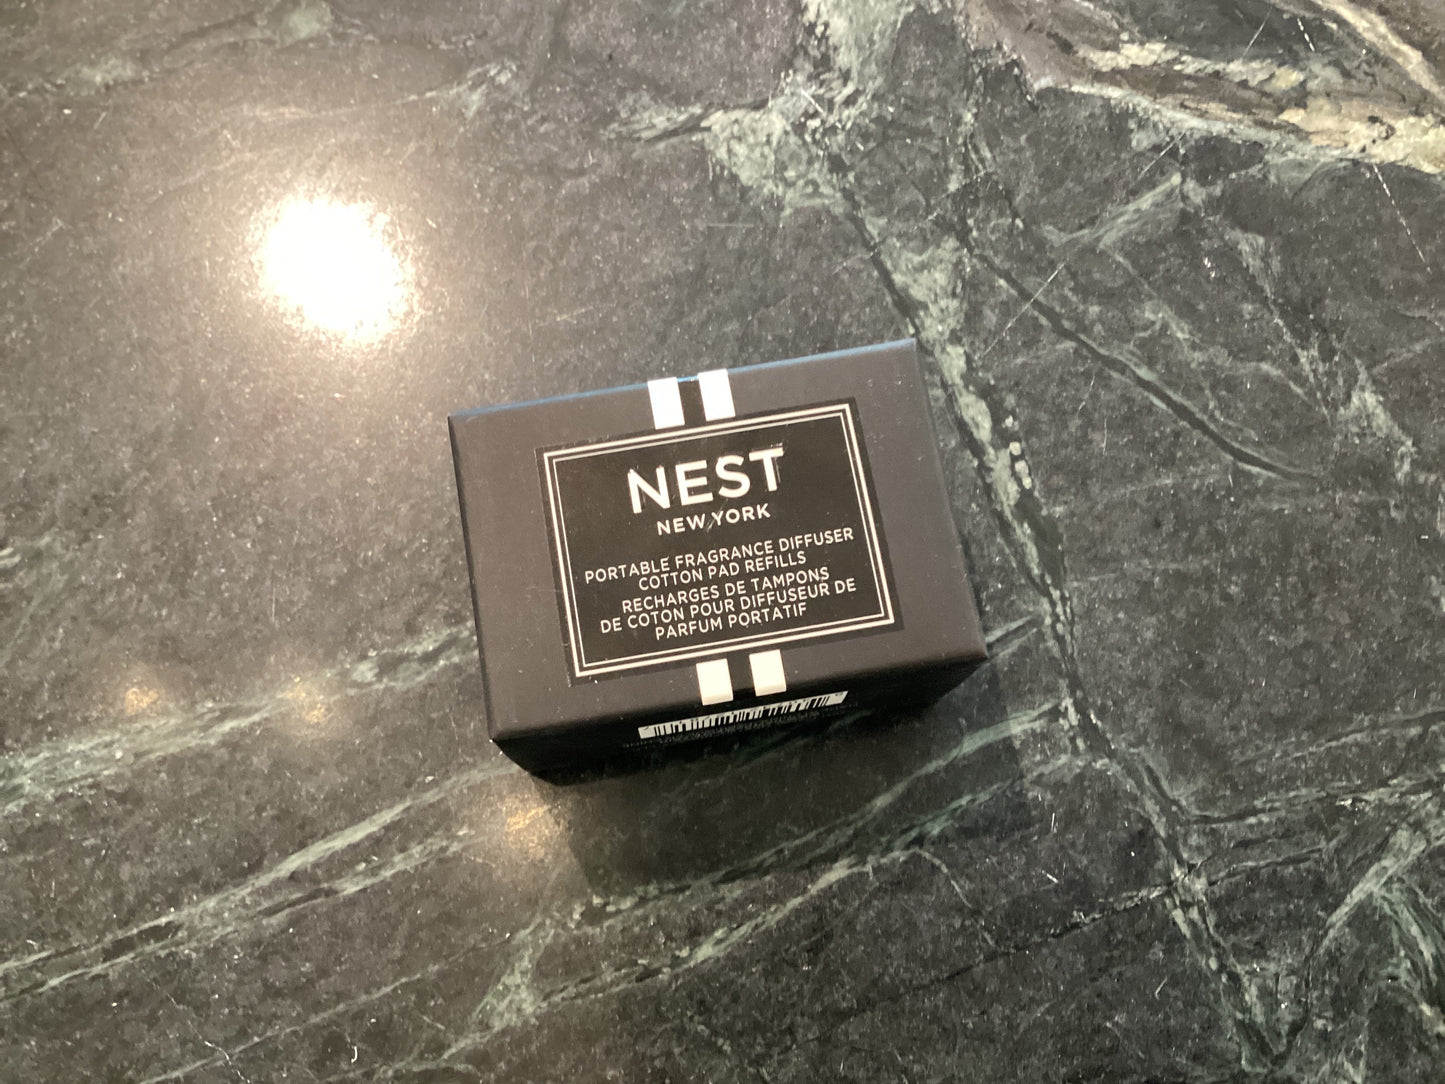 NEST
NEW YORK
PORTABLE FRAGRANCE DIFFUSER
COTTON PAD REFILLS
RECHARGES DE TAMPONS
DE COTON POUR DIFFUSEUR DE
PARFUM PORTATIF